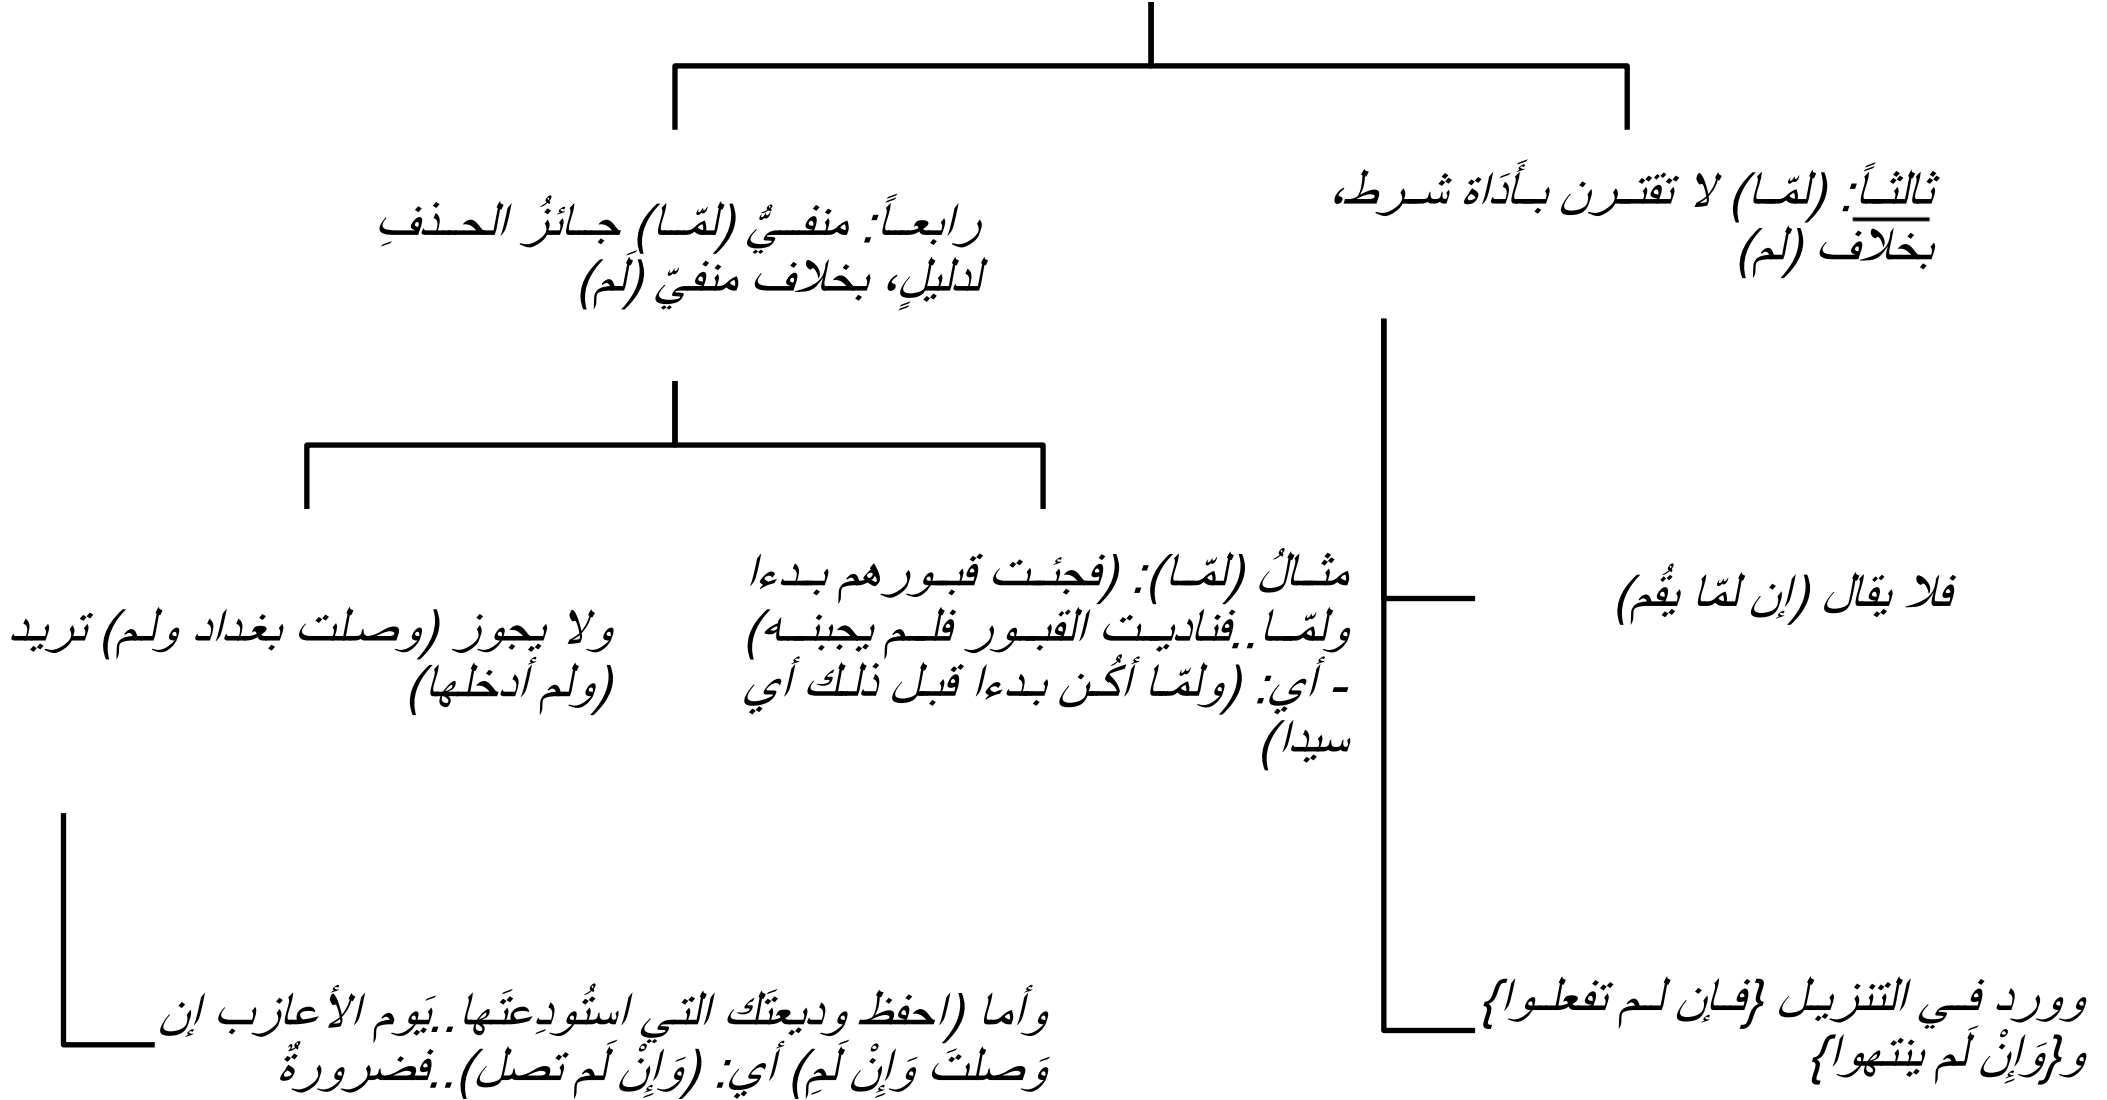 ثالثاً: (لمّا) لا تقترن بأَدَاة شرط،
بخلاف (لم)
فلا يقال (إن لمّا يقُم)
وورد في التنزيل {فإن لم تفعلوا}
و{وَإِنْ لَم ينتهوا}
رابعاً: منفيُّ (لمّا) جائزُ الحذفِ
لدليلٍ، بخلاف منفيّ (لَم)
مثالُ (لمّا): (فجئت قبورهم بدءا
ولمّا..فناديت القبور فلم يجبنه)
- أي: (ولمّا أكُن بدءا قبل ذلك أي
سيدا)
ولا يجوز (وصلت بغداد ولم) تريد
(ولم أدخلها)
وأما (احفظ وديعتَك التي استُودِعتَها..يَوم الأعازب إن
وَصلتَ وَإِنْ لَمِ) أي: (وَإِنْ لَم تصل)..فضرورةٌ